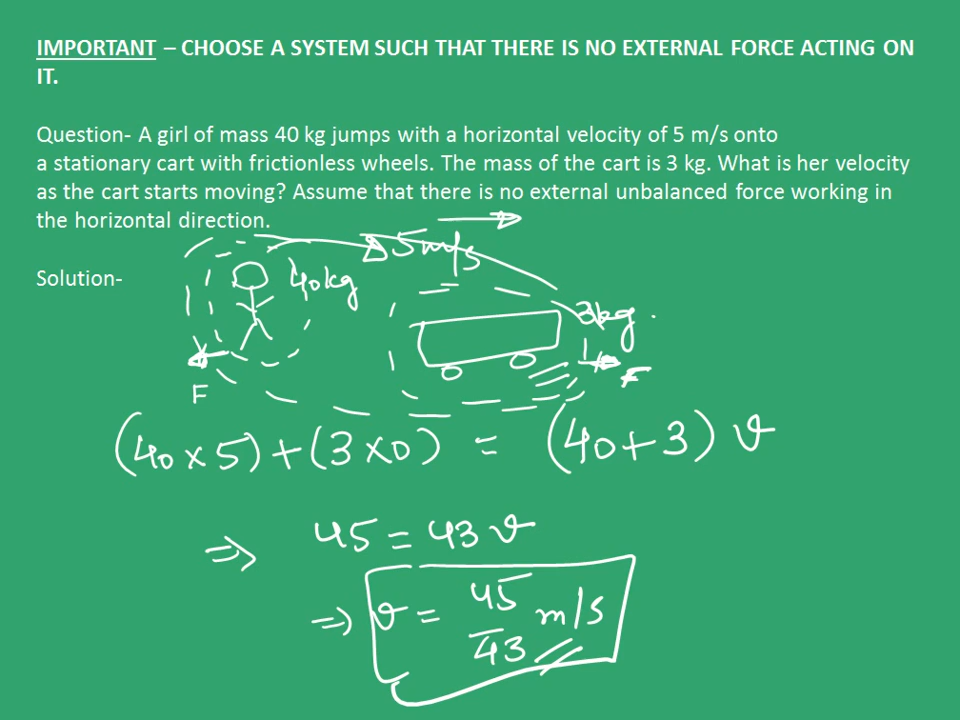 IMPORTANT – CHOOSE A SYSTEM SUCH THAT THERE IS NO EXTERNAL FORCE ACTING ON
IT.
Question- A girl of mass 40 kg jumps with a horizontal velocity of 5 m/s onto
a stationary cart with frictionless wheels. The mass of the cart is 3 kg. What is her velocity
as the cart starts moving? Assume that there is no external unbalanced force working in
the horizontal direction.
5m/s
Solution-
40kg
3kg
F
F
(40×5)+(3×0) = (40+3) v
⇒ 45 = 43 v
⇒ v = 45/43 m/s